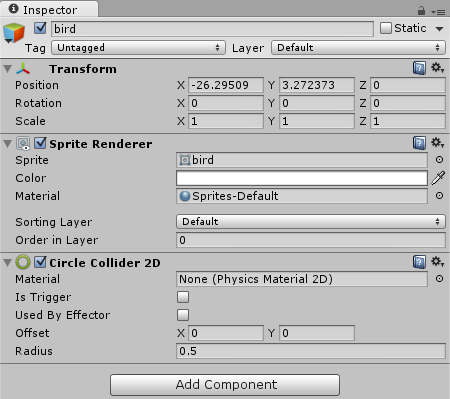 Inspector
bird Static
Tag Untagged Layer Default
Transform
Position X -26.29509 Y 3.272373 Z 0
Rotation X 0 Y 0 Z 0
Scale X 1 Y 1 Z 1
Sprite Renderer
Sprite bird
Color
Material Sprites-Default
Sorting Layer Default
Order in Layer 0
Circle Collider 2D
Material None (Physics Material 2D)
Is Trigger
Used By Effector
Offset X 0 Y 0
Radius 0.5
Add Component